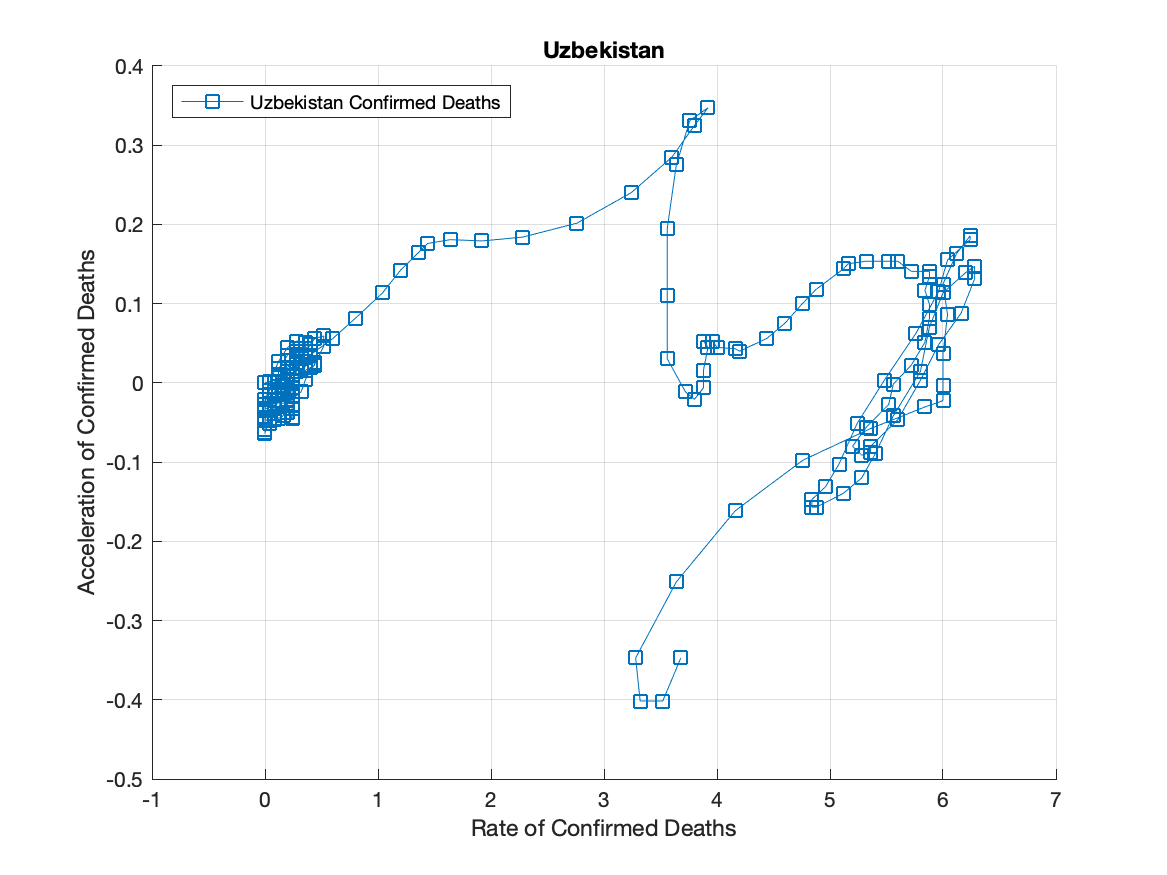 Uzbekistan
Uzbekistan Confirmed Deaths
0.4
0.3
0.2
0.1
0
-0.1
-0.2
-0.3
-0.4
-0.5
Acceleration of Confirmed Deaths
-1 0 1 2 3 4 5 6 7
Rate of Confirmed Deaths